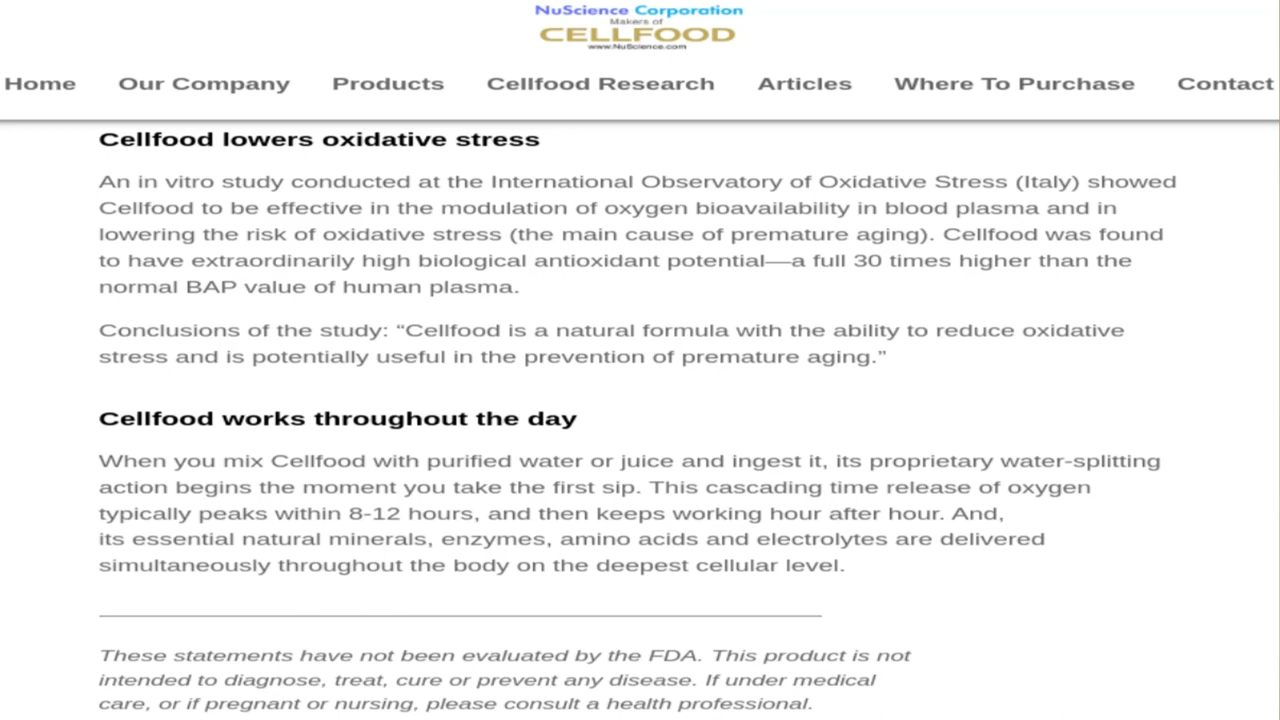 NuScience Corporation
Makers of
CELLFOOD
www.NuScience.com
Home Our Company Products Cellfood Research Articles Where To Purchase Contact
Cellfood lowers oxidative stress
An in vitro study conducted at the International Observatory of Oxidative Stress (Italy) showed
Cellfood to be effective in the modulation of oxygen bioavailability in blood plasma and in
lowering the risk of oxidative stress (the main cause of premature aging). Cellfood was found
to have extraordinarily high biological antioxidant potential—a full 30 times higher than the
normal BAP value of human plasma.
Conclusions of the study: “Cellfood is a natural formula with the ability to reduce oxidative
stress and is potentially useful in the prevention of premature aging.”
Cellfood works throughout the day
When you mix Cellfood with purified water or juice and ingest it, its proprietary water-splitting
action begins the moment you take the first sip. This cascading time release of oxygen
typically peaks within 8-12 hours, and then keeps working hour after hour. And,
its essential natural minerals, enzymes, amino acids and electrolytes are delivered
simultaneously throughout the body on the deepest cellular level.
These statements have not been evaluated by the FDA. This product is not
intended to diagnose, treat, cure or prevent any disease. If under medical
care, or if pregnant or nursing, please consult a health professional.